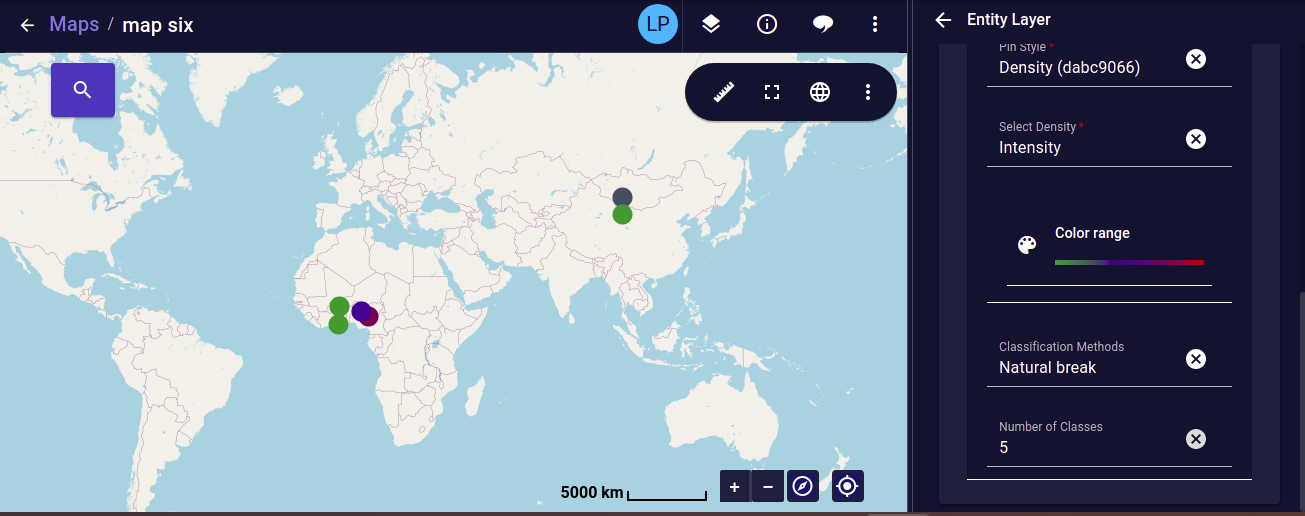 Maps / map six
LP
Entity Layer
Pin Style *
Density (dabc9066)
Select Density *
Intensity
Color range
Classification Methods
Natural break
Number of Classes
5
5000 km
+ −